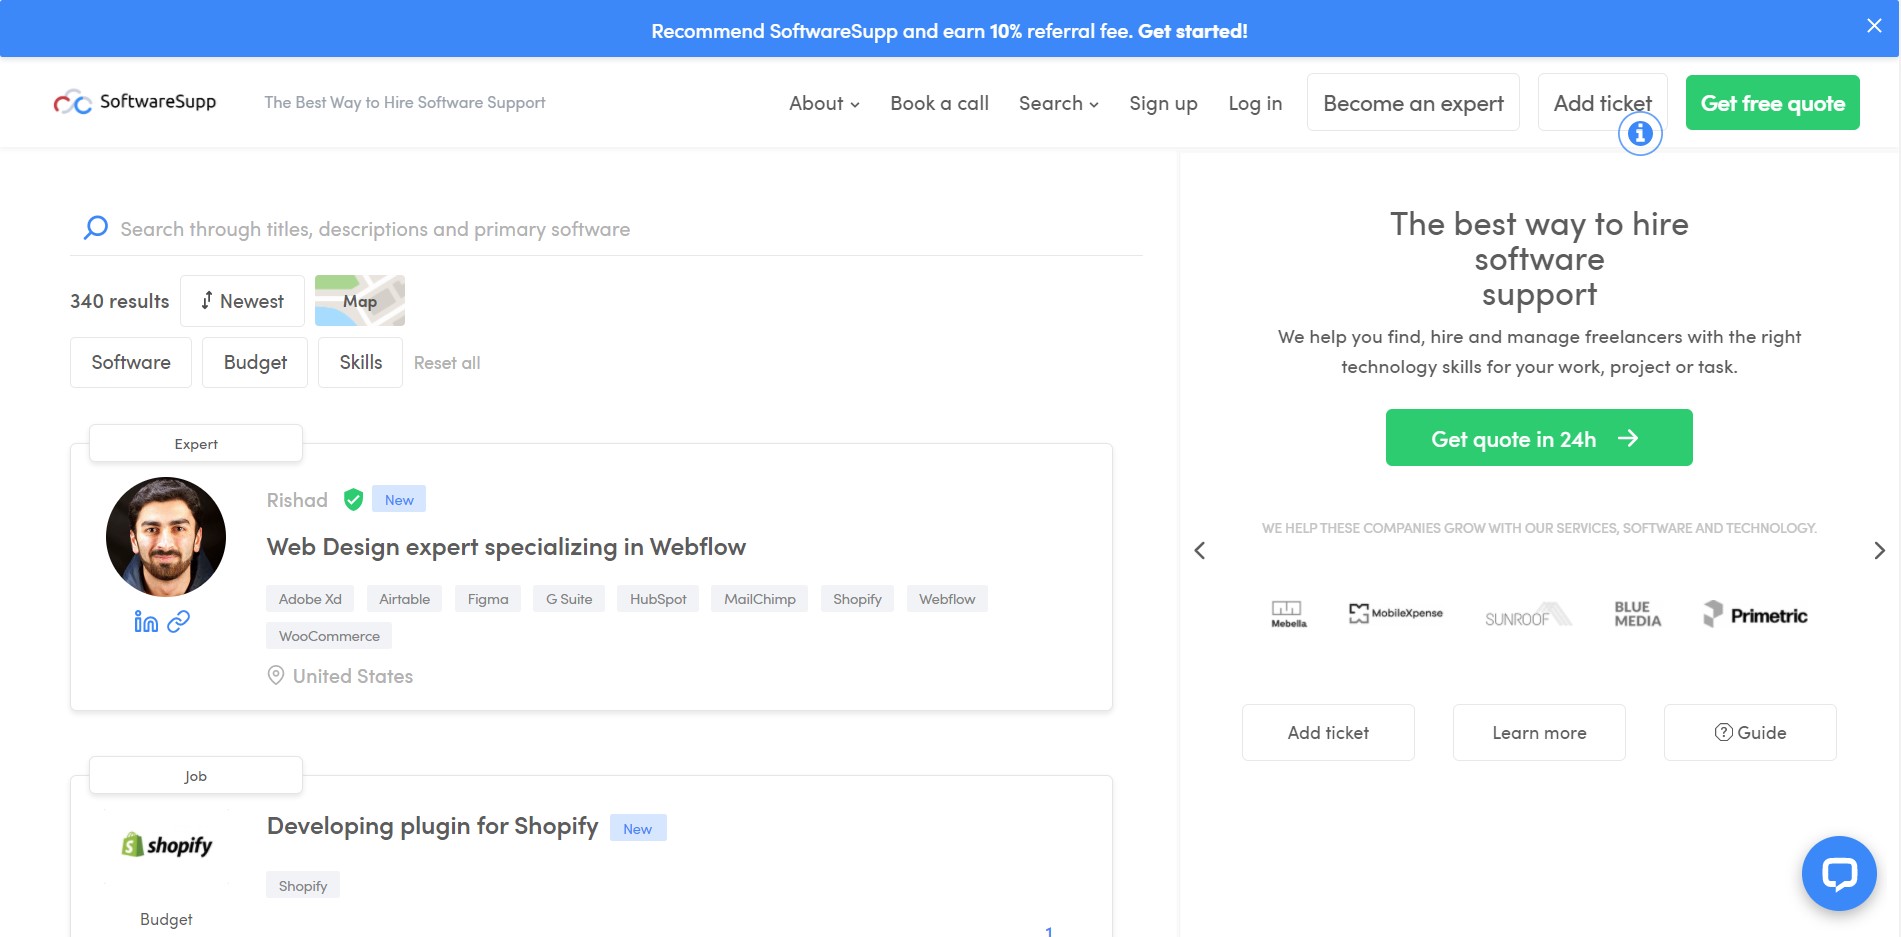 Recommend SoftwareSupp and earn 10% referral fee. Get started!
SoftwareSupp
The Best Way to Hire Software Support
About
Book a call
Search
Sign up
Log in
Become an expert
Add ticket
Get free quote
Search through titles, descriptions and primary software
340 results
Newest
Map
Software
Budget
Skills
Reset all
Expert
Rishad
New
Web Design expert specializing in Webflow
Adobe Xd
Airtable
Figma
G Suite
HubSpot
MailChimp
Shopify
Webflow
WooCommerce
United States
Job
shopify
Developing plugin for Shopify
New
Shopify
Budget
1
The best way to hire
software
support
We help you find, hire and manage freelancers with the right
technology skills for your work, project or task.
Get quote in 24h
WE HELP THESE COMPANIES GROW WITH OUR SERVICES, SOFTWARE AND TECHNOLOGY.
Mebella
MobileXpense
SUNROOF
BLUE
MEDIA
Primetric
Add ticket
Learn more
Guide